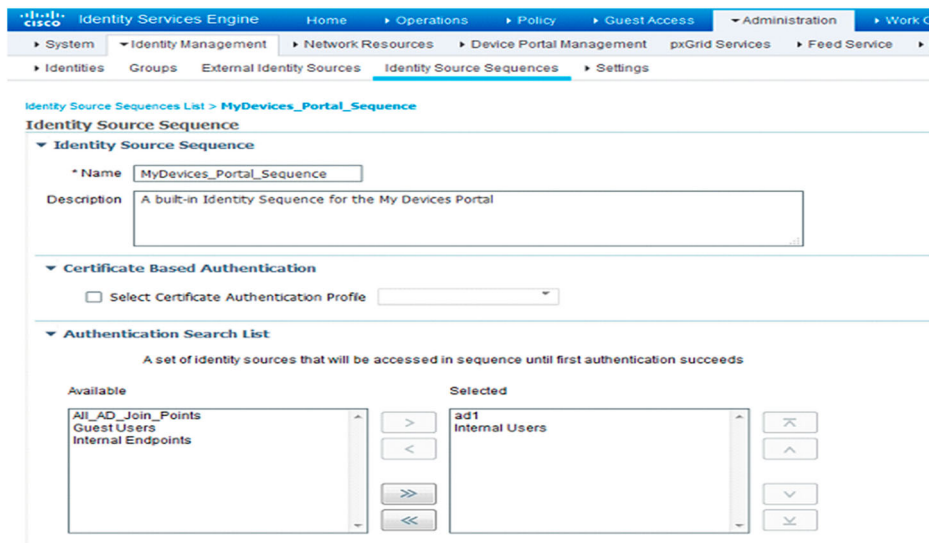 cisco Identity Services Engine Home Operations Policy Guest Access Administration Work C
System Identity Management Network Resources Device Portal Management pxGrid Services Feed Service
Identities Groups External Identity Sources Identity Source Sequences Settings
Identity Source Sequences List > MyDevices_Portal_Sequence
Identity Source Sequence
Identity Source Sequence
* Name MyDevices_Portal_Sequence
Description A built-in Identity Sequence for the My Devices Portal
Certificate Based Authentication
Select Certificate Authentication Profile
Authentication Search List
A set of identity sources that will be accessed in sequence until first authentication succeeds
Available Selected
All_AD_Join_Points ad1
Guest Users Internal Users
Internal Endpoints